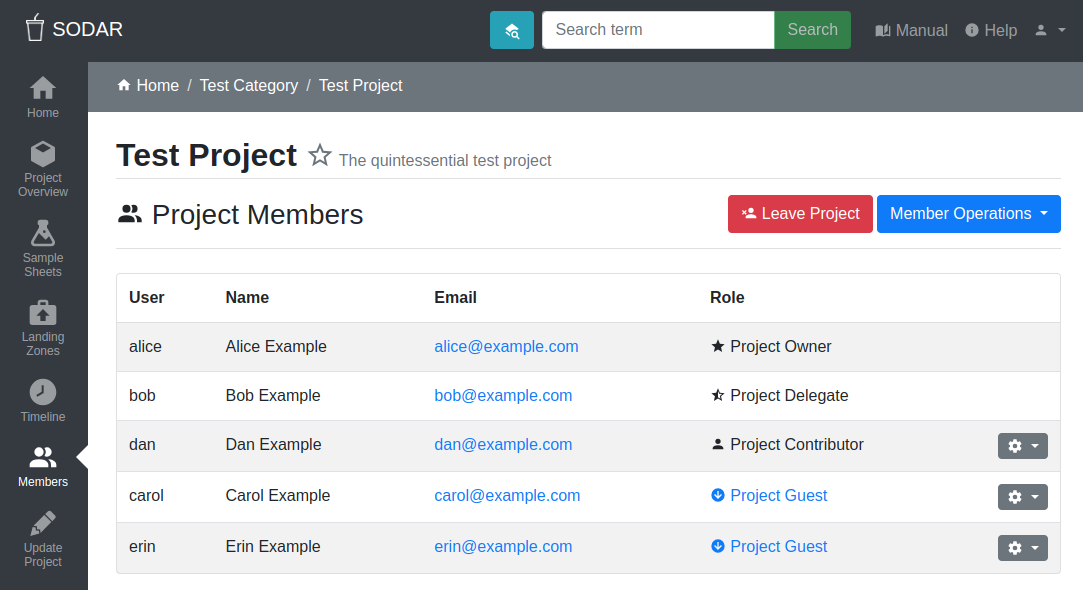 SODAR
Search term
Search
Manual
Help
Home / Test Category / Test Project
Home
Project
Overview
Sample
Sheets
Landing
Zones
Timeline
Members
Update
Project
Test Project The quintessential test project
Project Members
Leave Project
Member Operations
User Name Email Role
alice Alice Example alice@example.com Project Owner
bob Bob Example bob@example.com Project Delegate
dan Dan Example dan@example.com Project Contributor
carol Carol Example carol@example.com Project Guest
erin Erin Example erin@example.com Project Guest